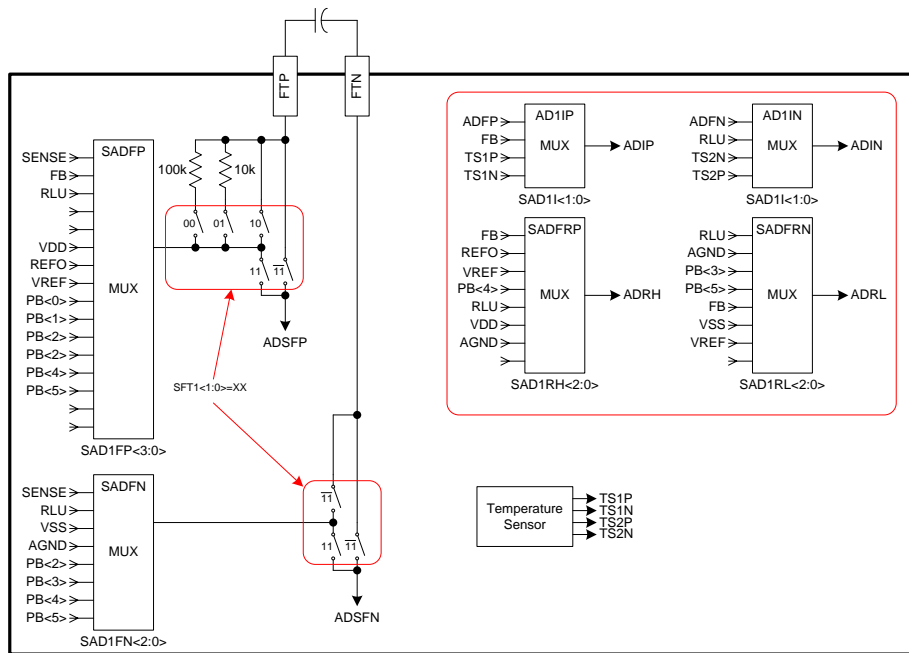 FTP
FTN
SADFP
SENSE
FB
RLU
VDD
REFO
VREF
PB<0>
PB<1>
PB<2>
PB<2>
PB<4>
PB<5>
MUX
SAD1FP<3:0>
100k
10k
00
01
10
11
11
ADSFP
SFT1<1:0>=XX
SADFN
SENSE
RLU
VSS
AGND
PB<2>
PB<3>
PB<4>
PB<5>
MUX
SAD1FN<2:0>
11
11
11
ADSFN
AD1IP
ADFP
FB
TS1P
TS1N
MUX
ADIP
SAD1I<1:0>
AD1IN
ADFN
RLU
TS2N
TS2P
MUX
ADIN
SAD1I<1:0>
SADFRP
FB
REFO
VREF
PB<4>
RLU
VDD
AGND
MUX
ADRH
SAD1RH<2:0>
SADFRN
RLU
AGND
PB<3>
PB<5>
FB
VSS
VREF
MUX
ADRL
SAD1RL<2:0>
Temperature
Sensor
TS1P
TS1N
TS2P
TS2N